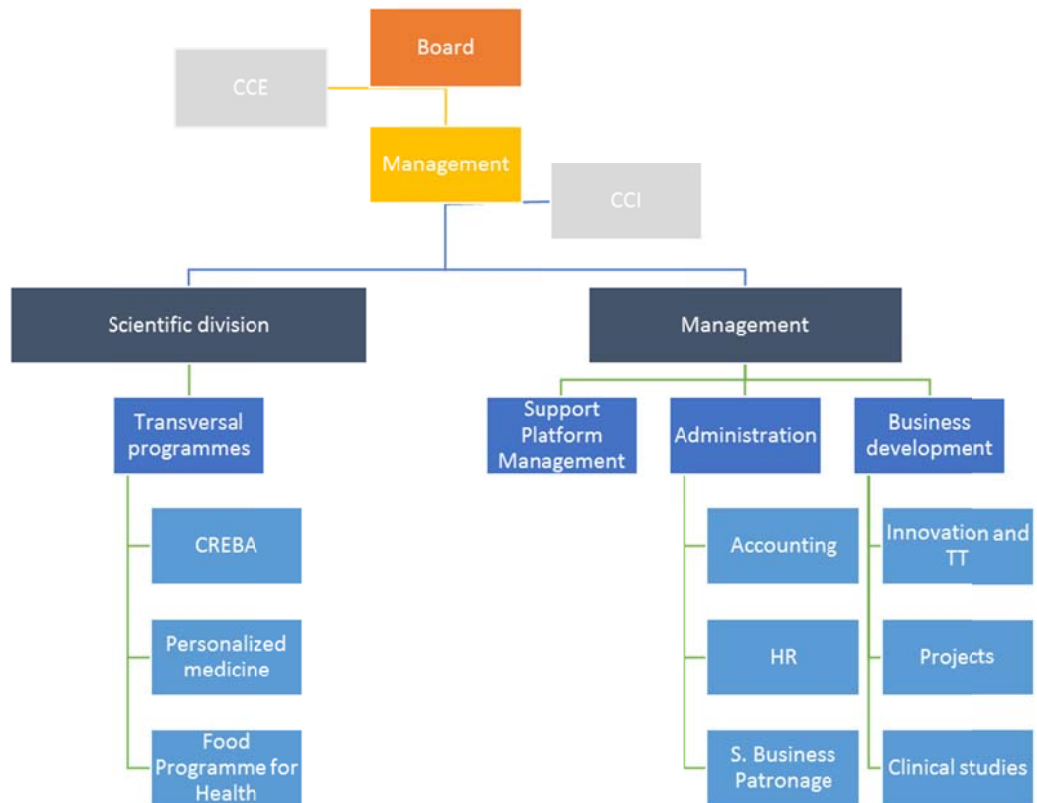 Board
CCE
Management
CCI
Scientific division
Management
Transversal
programmes
Support
Platform
Management
Administration
Business
development
CREBA
Accounting
Innovation and
TT
Personalized
medicine
HR
Projects
Food
Programme for
Health
S. Business
Patronage
Clinical studies